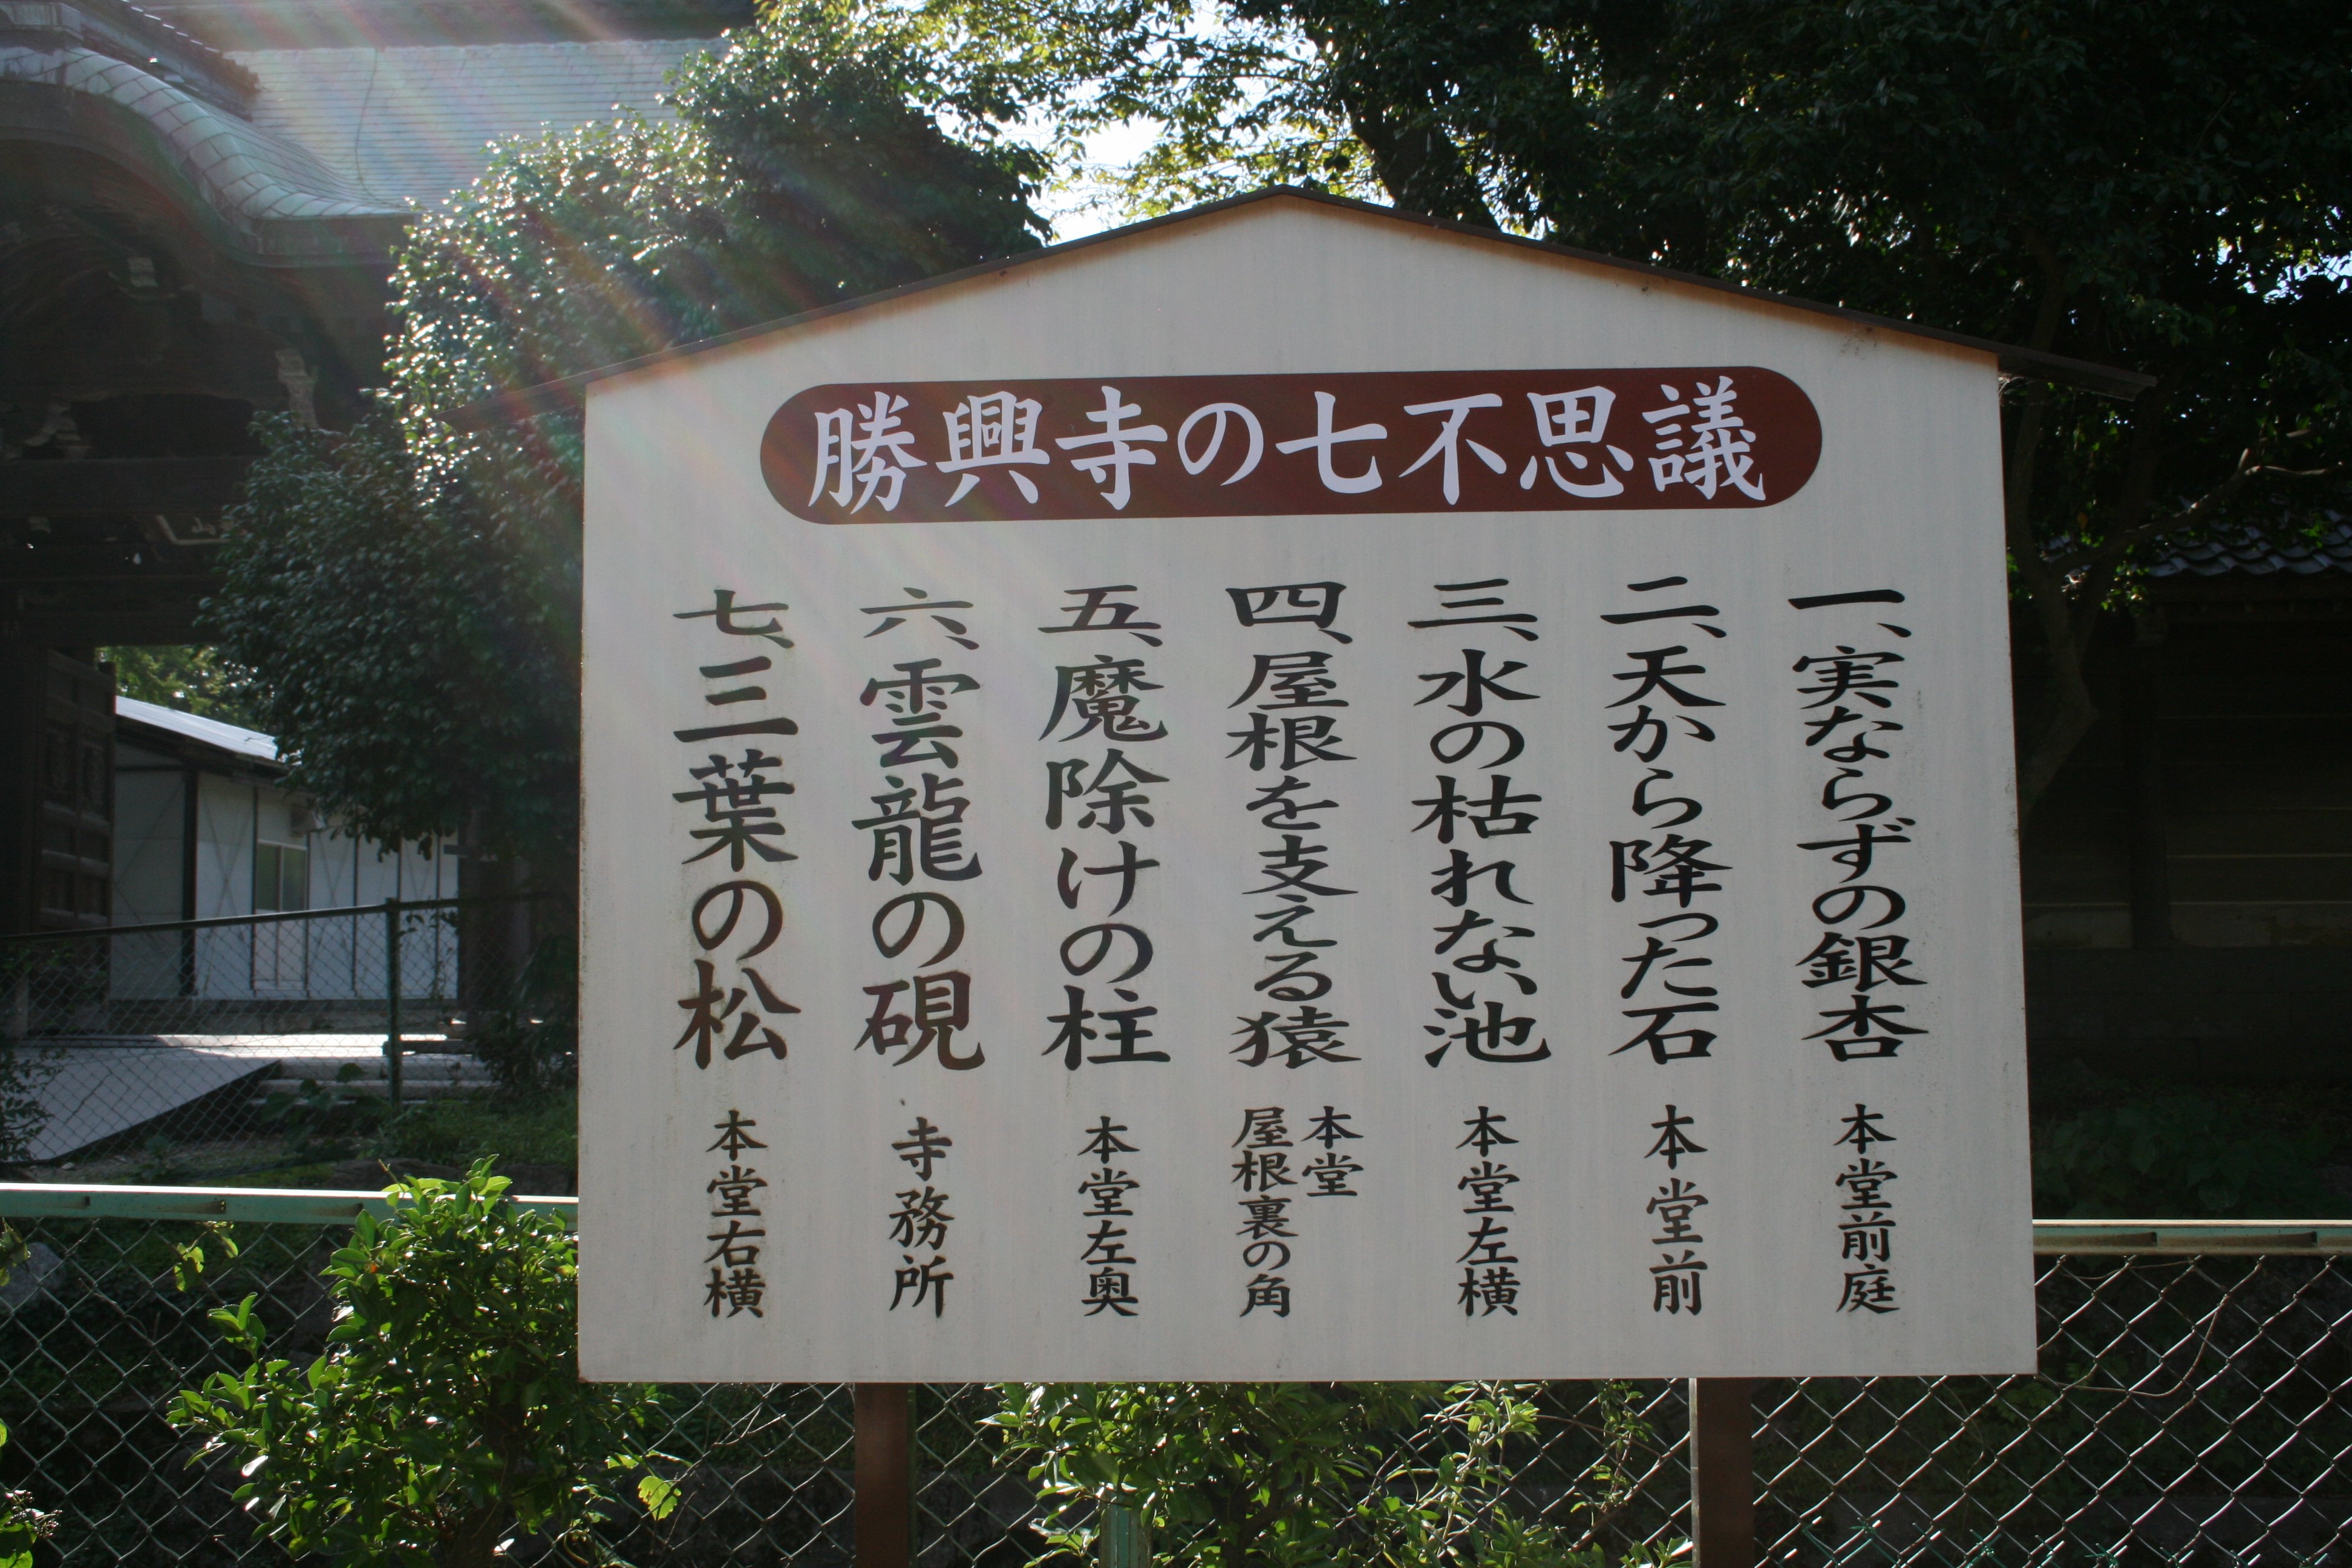 勝興寺の七不思議
一、実ならずの銀杏 本堂前庭
二、天から降った石 本堂前
三、水の枯れない池 本堂左横
四、屋根を支える猿 本堂
屋根裏の角
五、魔除けの柱 本堂左奥
六、雲龍の硯 寺務所
七、三葉の松 本堂右横